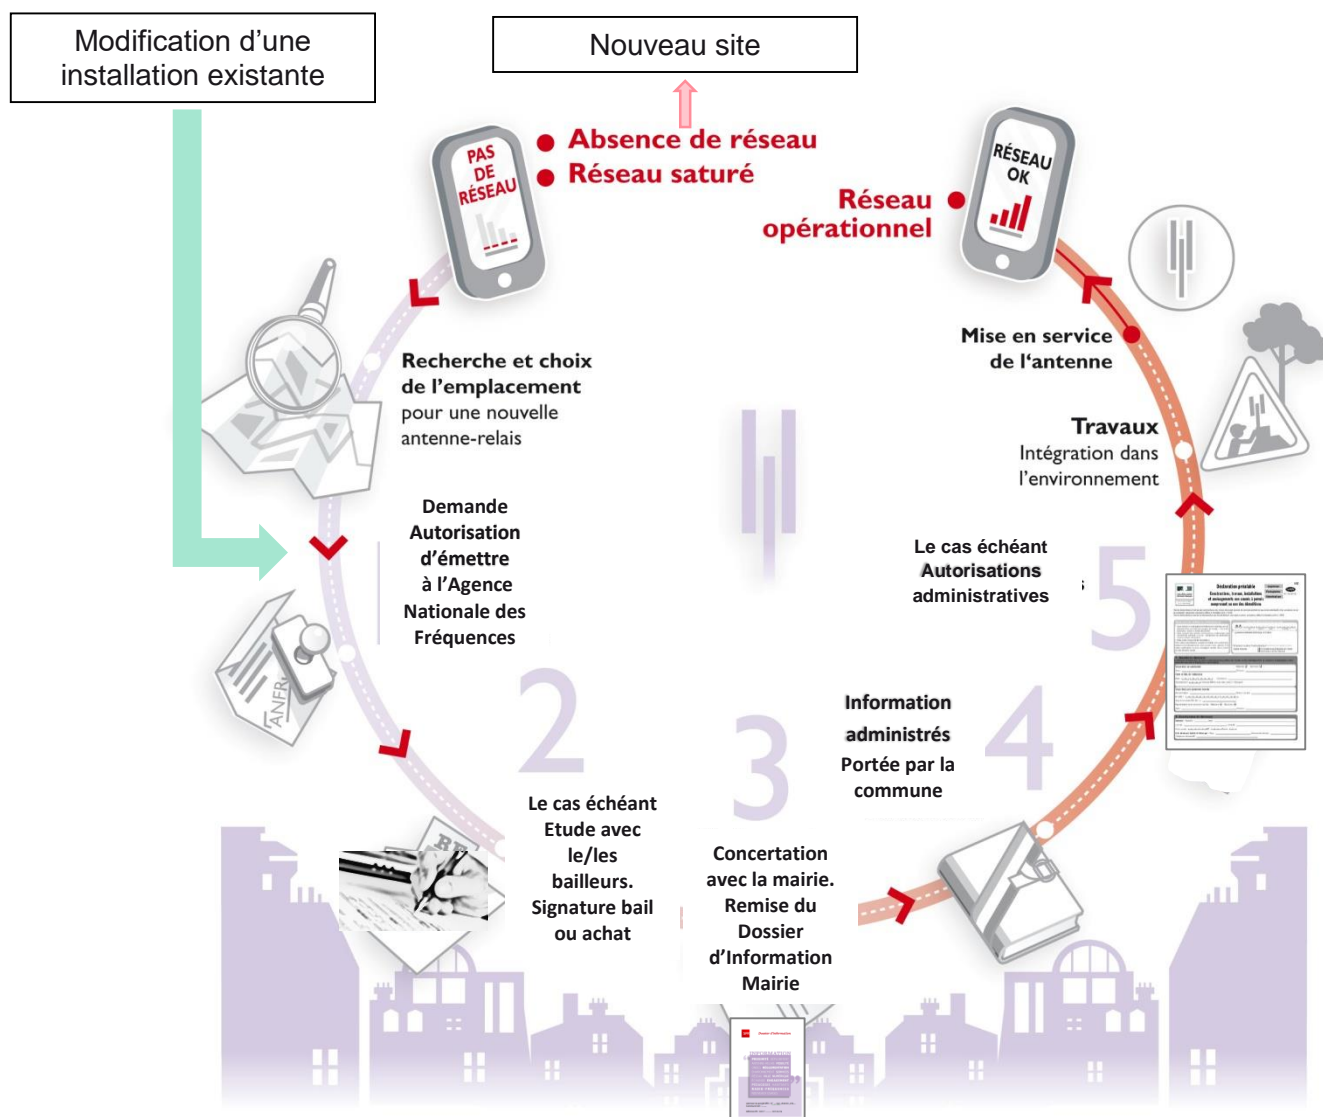 Modification d’une
installation existante
Nouveau site
PAS
DE
RÉSEAU
Absence de réseau
Réseau saturé
RÉSEAU
OK
Réseau
opérationnel
Recherche et choix
de l’emplacement
pour une nouvelle
antenne-relais
Mise en service
de l‘antenne
Travaux
Intégration dans
l’environnement
Demande
Autorisation
d’émettre
à l’Agence
Nationale des
Fréquences
ANFR
Le cas échéant
Autorisations
administratives
5
Déclaration préalable
2
Le cas échéant
Etude avec
le/les
bailleurs.
Signature bail
ou achat
3
Concertation
avec la mairie.
Remise du
Dossier
d’Information
Mairie
4
Information
administrés
Portée par la
commune
Dossier d’Information